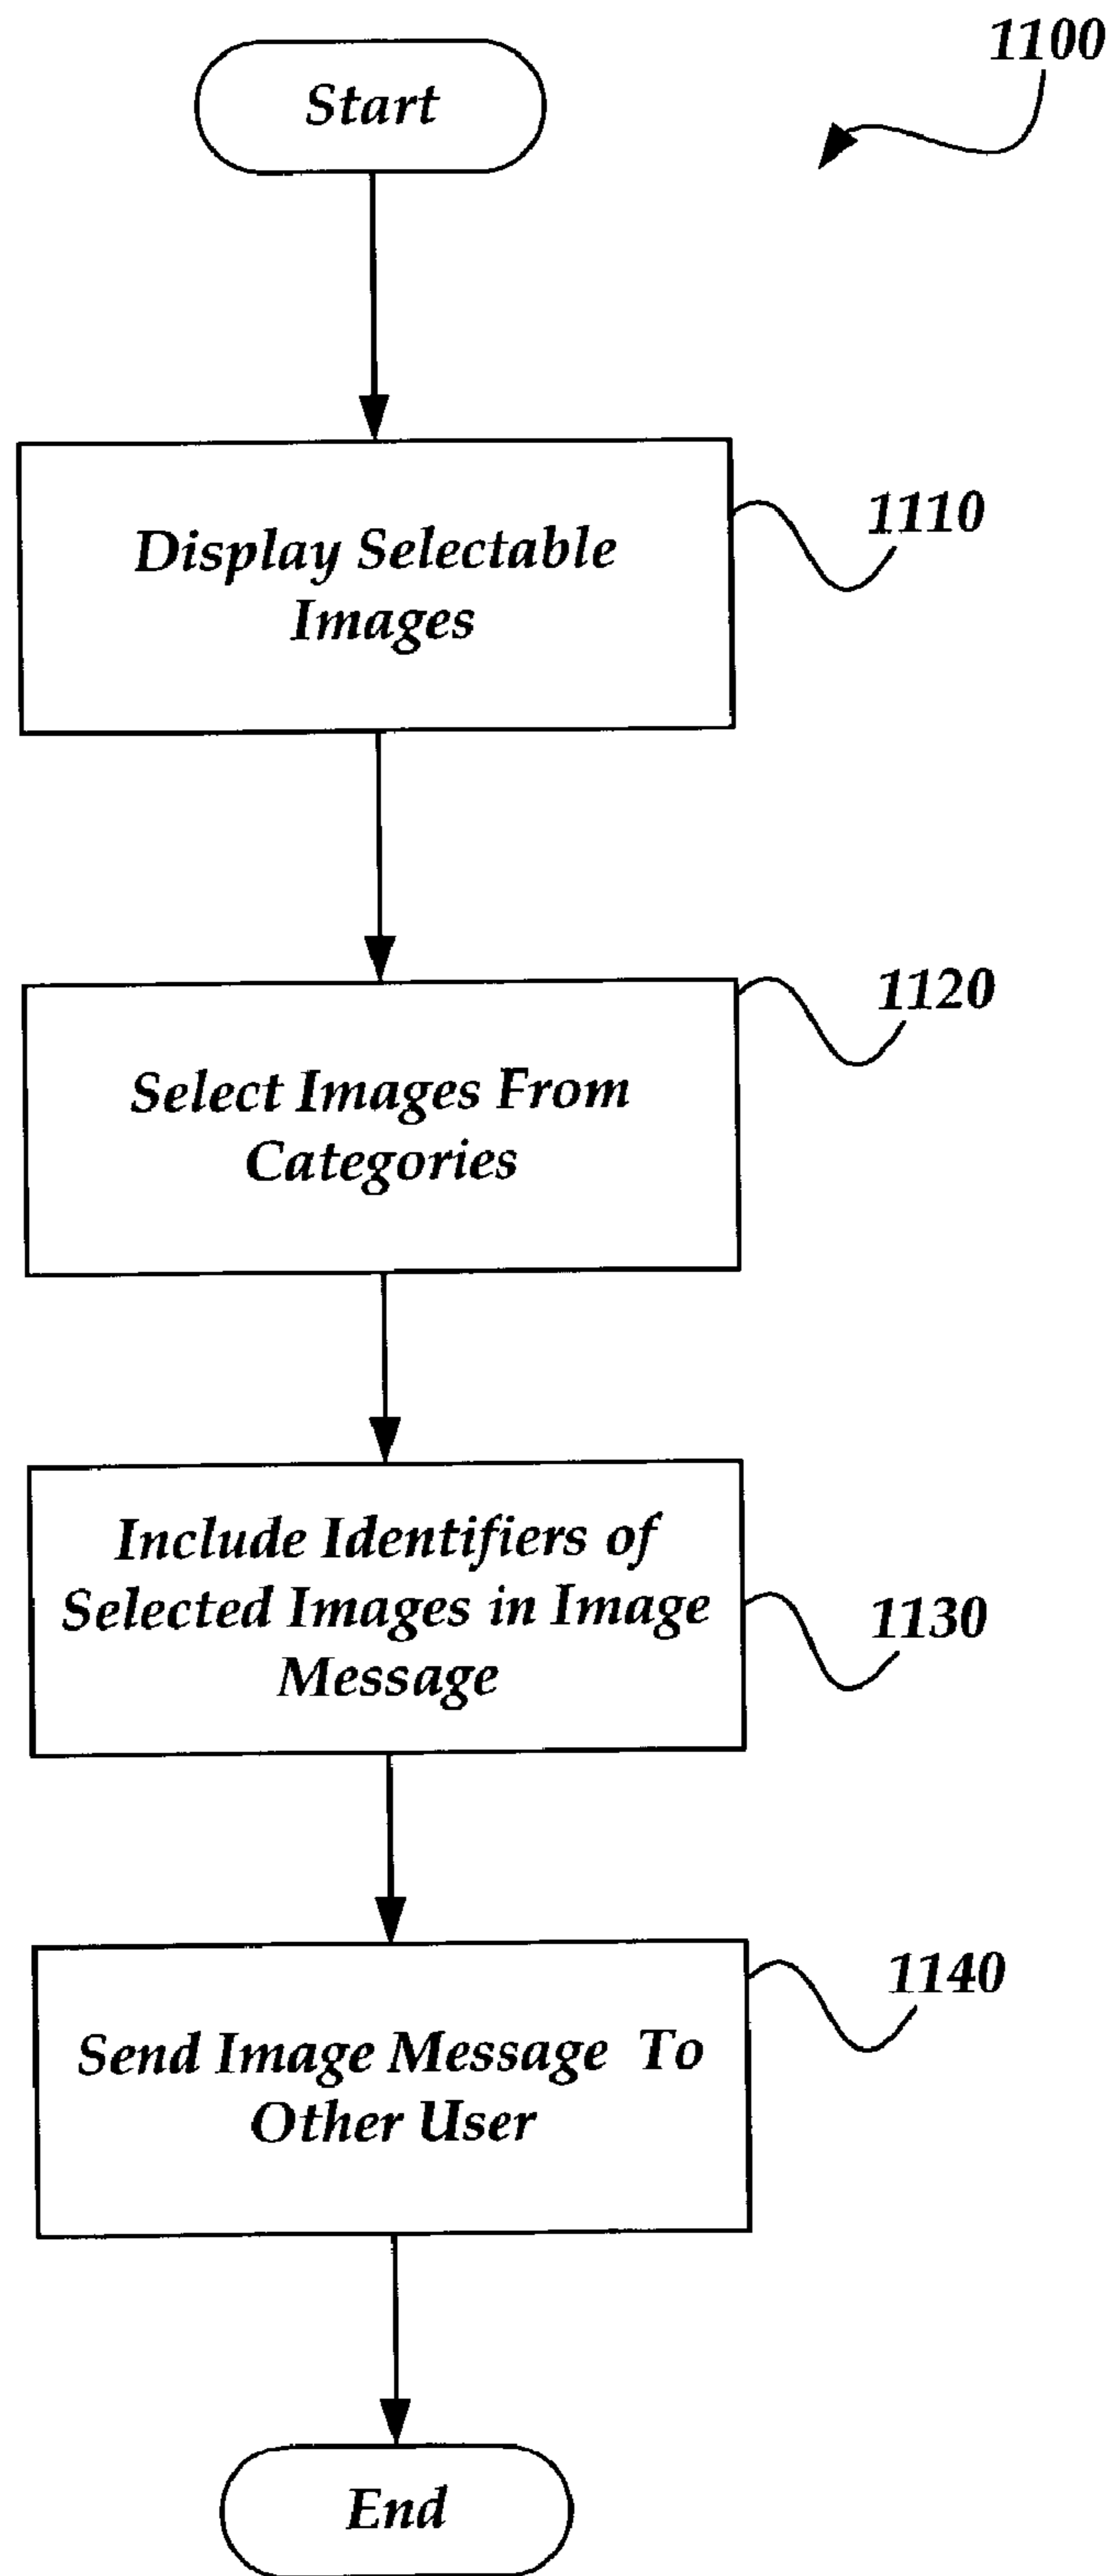 1100
Start
Display Selectable
Images
1110
Select Images From
Categories
1120
Include Identifiers of
Selected Images in Image
Message
1130
Send Image Message To
Other User
1140
End